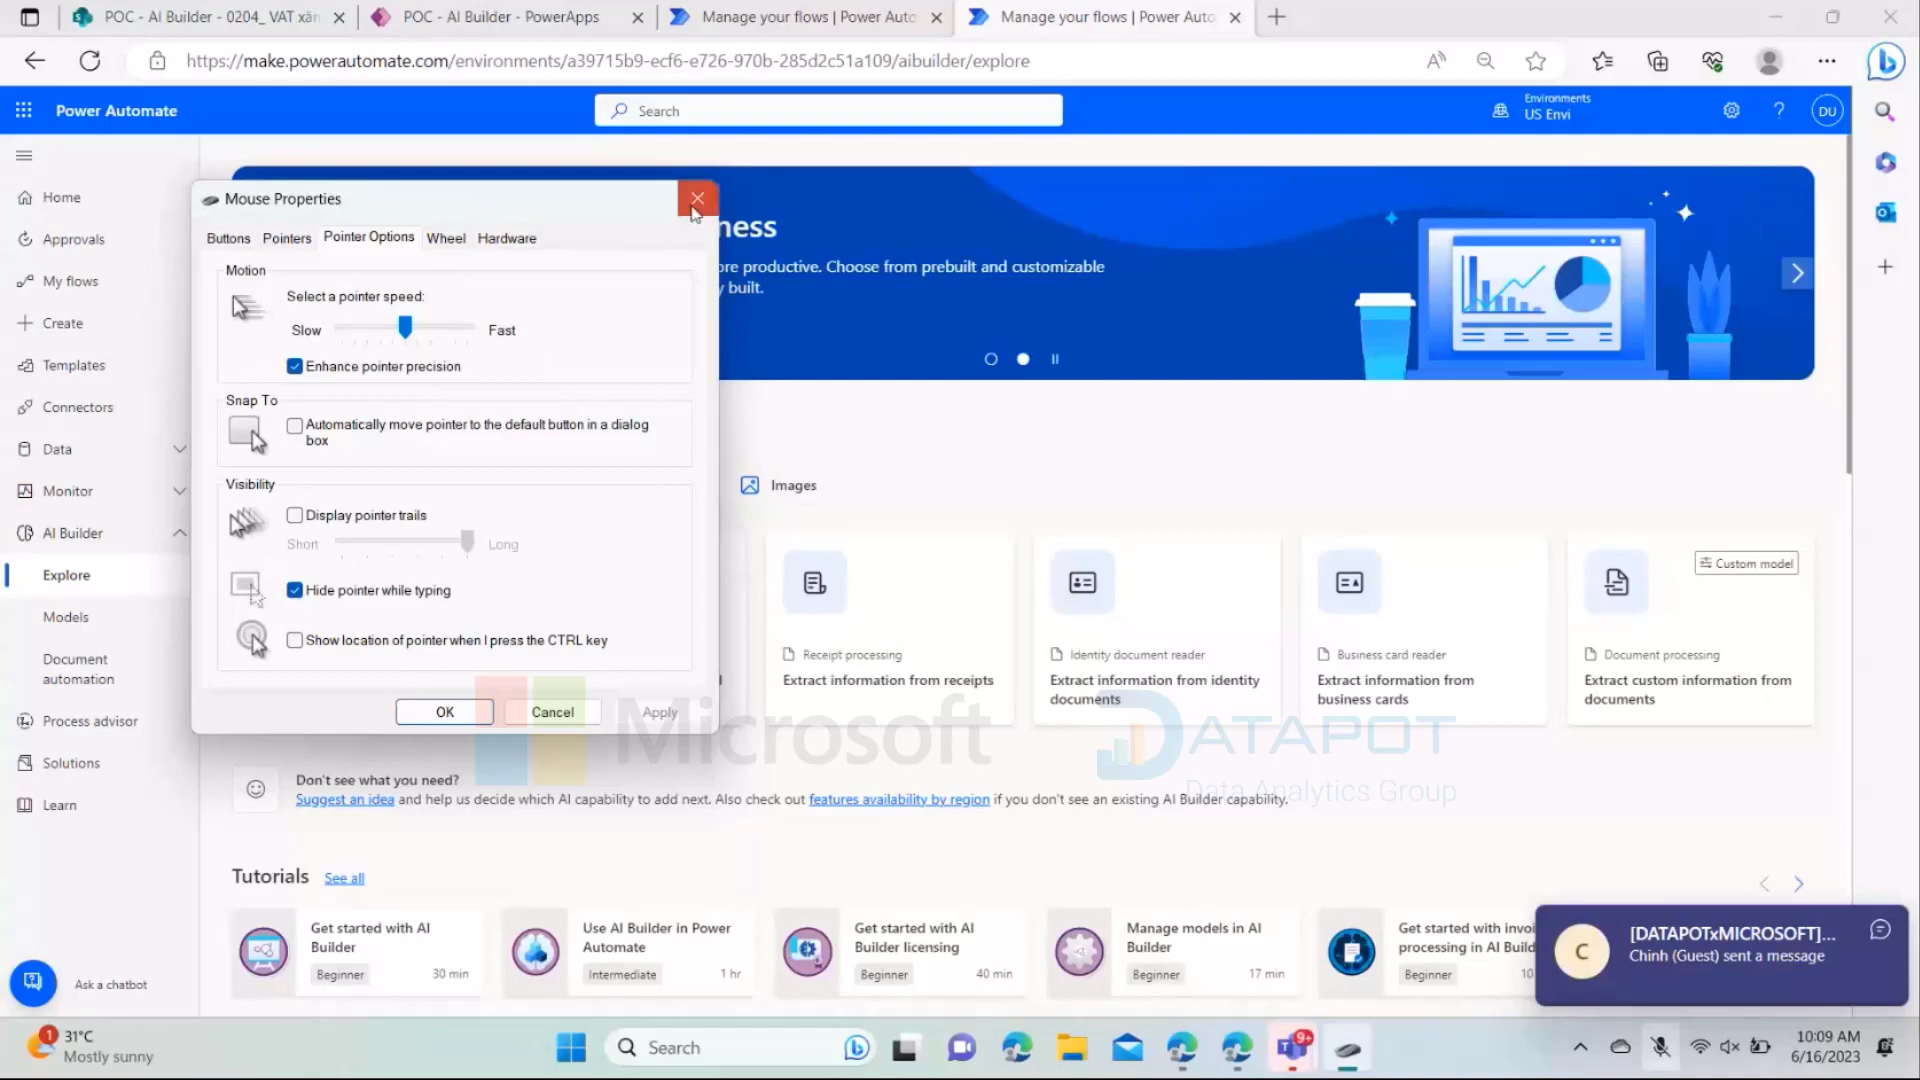 POC - AI Builder - 0204_ VAT xăn
POC - AI Builder - PowerApps
Manage your flows | Power Auto
Manage your flows | Power Auto
https://make.powerautomate.com/environments/a39715b9-ecf6-e726-970b-285d2c51a109/aibuilder/explore
Power Automate
Search
Environments
US Envi
DU
Home
Approvals
My flows
Create
Templates
Connectors
Data
Monitor
AI Builder
Explore
Models
Document
automation
Process advisor
Solutions
Learn
Ask a chatbot
Mouse Properties
Buttons
Pointers
Pointer Options
Wheel
Hardware
Motion
Select a pointer speed:
Slow
Fast
Enhance pointer precision
Snap To
Automatically move pointer to the default button in a dialog
box
Visibility
Display pointer trails
Short
Long
Hide pointer while typing
Show location of pointer when I press the CTRL key
OK
Cancel
Apply
ness
ore productive. Choose from prebuilt and customizable
built.
Images
Receipt processing
Extract information from receipts
Identity document reader
Extract information from identity
documents
Business card reader
Extract information from
business cards
Custom model
Document processing
Extract custom information from
documents
Microsoft
DATAPOT
Data Analytics Group
Don't see what you need?
Suggest an idea and help us decide which AI capability to add next. Also check out features availability by region if you don't see an existing AI Builder capability.
Tutorials
See all
Get started with AI
Builder
Beginner
30 min
Use AI Builder in Power
Automate
Intermediate
1 hr
Get started with AI
Builder licensing
Beginner
40 min
Manage models in AI
Builder
Beginner
17 min
Get started with invoi
processing in AI Build
Beginner
10
C
[DATAPOTxMICROSOFT]...
Chinh (Guest) sent a message
1
31°C
Mostly sunny
Search
9+
10:09 AM
6/16/2023